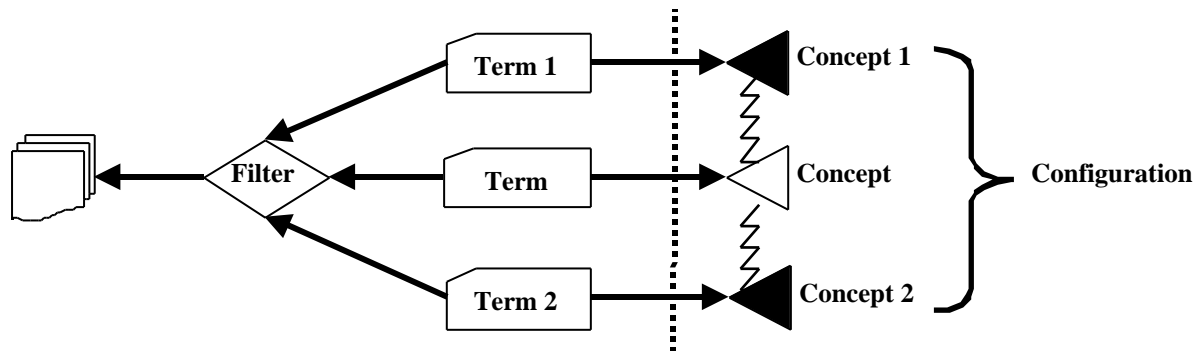 Term 1
Concept 1
Filter
Term
Concept
Configuration
Term 2
Concept 2